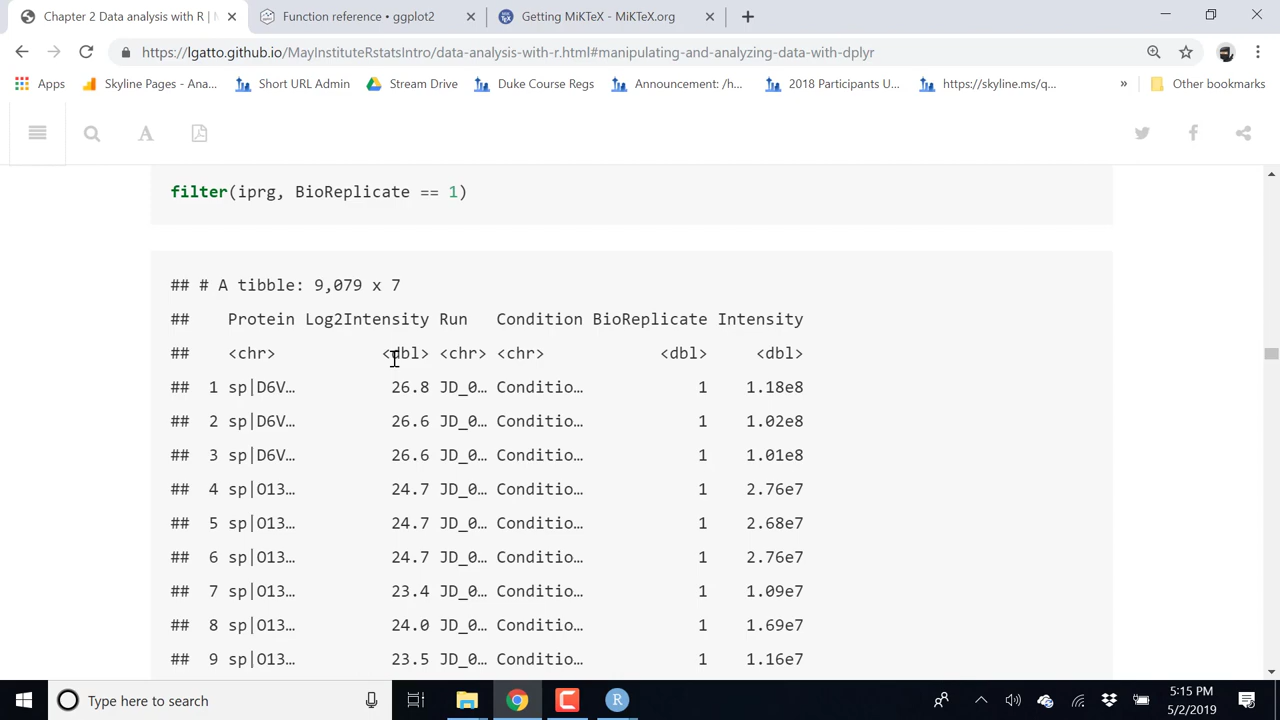 Chapter 2 Data analysis with R |
Function reference • ggplot2
Getting MiKTeX - MiKTeX.org
https://lgatto.github.io/MayInstituteRstatsIntro/data-analysis-with-r.html#manipulating-and-analyzing-data-with-dplyr
Apps Skyline Pages - Ana... Short URL Admin Stream Drive Duke Course Regs Announcement: /h... 2018 Participants U... https://skyline.ms/q... » Other bookmarks
A
filter(iprg, BioReplicate == 1)
## # A tibble: 9,079 x 7
##    Protein Log2Intensity Run   Condition BioReplicate Intensity
##    <chr>           <dbl> <chr> <chr>            <dbl>     <dbl>
##  1 sp|D6V…          26.8 JD_0… Conditio…            1    1.18e8
##  2 sp|D6V…          26.6 JD_0… Conditio…            1    1.02e8
##  3 sp|D6V…          26.6 JD_0… Conditio…            1    1.01e8
##  4 sp|O13…          24.7 JD_0… Conditio…            1    2.76e7
##  5 sp|O13…          24.7 JD_0… Conditio…            1    2.68e7
##  6 sp|O13…          24.7 JD_0… Conditio…            1    2.76e7
##  7 sp|O13…          23.4 JD_0… Conditio…            1    1.09e7
##  8 sp|O13…          24.0 JD_0… Conditio…            1    1.69e7
##  9 sp|O13…          23.5 JD_0… Conditio…            1    1.16e7
Type here to search
R
5:15 PM
5/2/2019